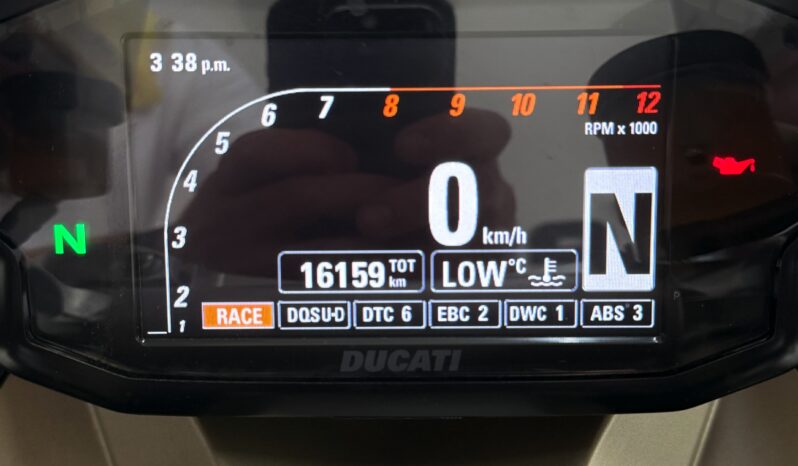 3 38 p.m.
6 7 8 9 10 11 12
RPM x 1000
5
4
3
2
1
0 km/h
N
N
16159 TOT km
LOW °C
RACE DQSU-D DTC 6 EBC 2 DWC 1 ABS 3
P
DUCATI